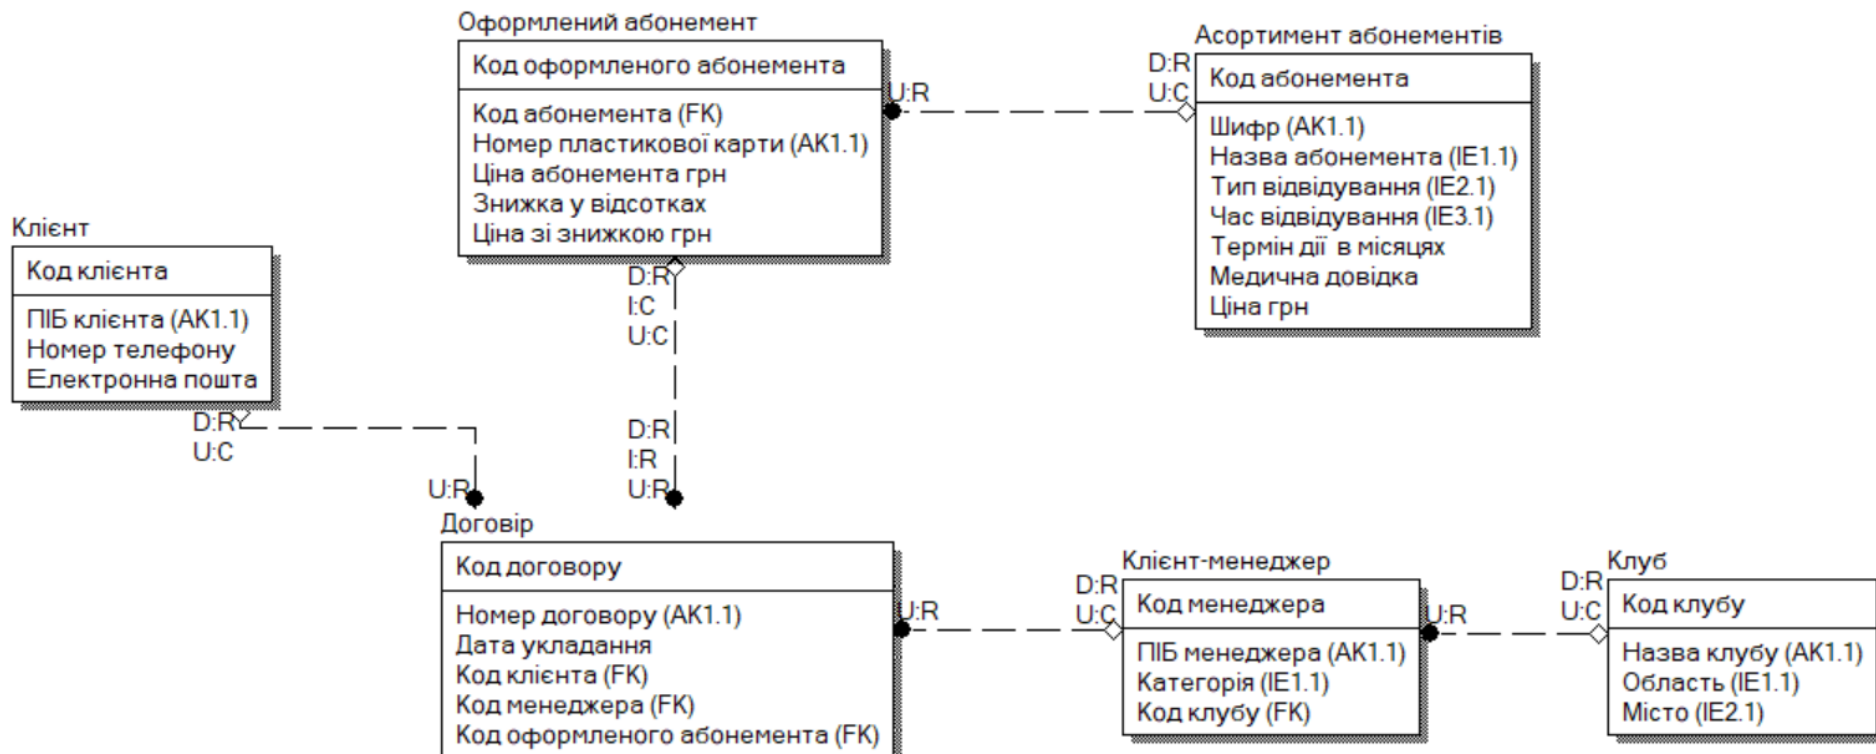 Оформлений абонемент
Код оформленого абонемента
Код абонемента (FK)
Номер пластикової карти (AK1.1)
Ціна абонемента грн
Знижка у відсотках
Ціна зі знижкою грн
U:R
D:R
U:C
Асортимент абонементів
Код абонемента
Шифр (AK1.1)
Назва абонемента (IE1.1)
Тип відвідування (IE2.1)
Час відвідування (IE3.1)
Термін дії в місяцях
Медична довідка
Ціна грн
Клієнт
Код клієнта
ПІБ клієнта (AK1.1)
Номер телефону
Електронна пошта
D:R
U:C
U:R
D:R
I:C
U:C
D:R
I:R
U:R
Договір
Код договору
Номер договору (AK1.1)
Дата укладання
Код клієнта (FK)
Код менеджера (FK)
Код оформленого абонемента (FK)
U:R
D:R
U:C
Клієнт-менеджер
Код менеджера
ПІБ менеджера (AK1.1)
Категорія (IE1.1)
Код клубу (FK)
U:R
D:R
U:C
Клуб
Код клубу
Назва клубу (AK1.1)
Область (IE1.1)
Місто (IE2.1)